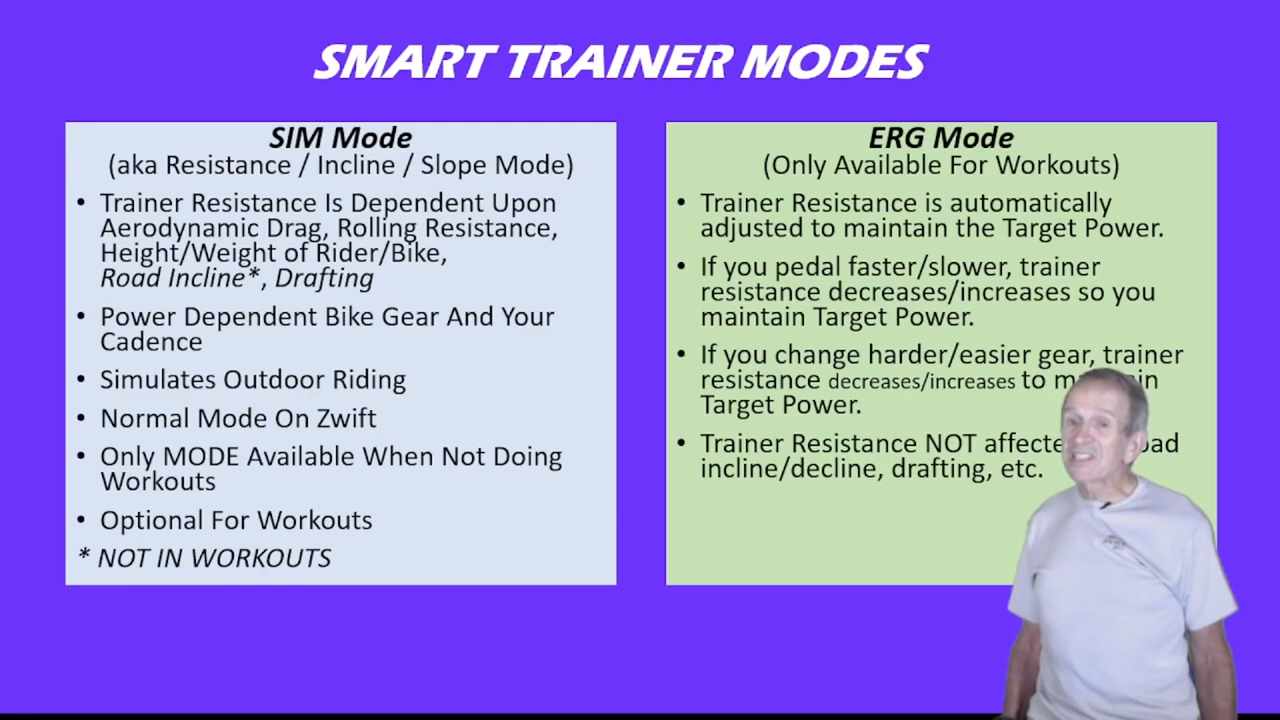 SMART TRAINER MODES
SIM Mode
(aka Resistance / Incline / Slope Mode)
• Trainer Resistance Is Dependent Upon
Aerodynamic Drag, Rolling Resistance,
Height/Weight of Rider/Bike,
Road Incline*, Drafting
• Power Dependent Bike Gear And Your
Cadence
• Simulates Outdoor Riding
• Normal Mode On Zwift
• Only MODE Available When Not Doing
Workouts
• Optional For Workouts
* NOT IN WORKOUTS
ERG Mode
(Only Available For Workouts)
• Trainer Resistance is automatically
adjusted to maintain the Target Power.
• If you pedal faster/slower, trainer
resistance decreases/increases so you
maintain Target Power.
• If you change harder/easier gear, trainer
resistance decreases/increases to
Target Power.
• Trainer Resistance NOT
incline/decline, drafting, etc.